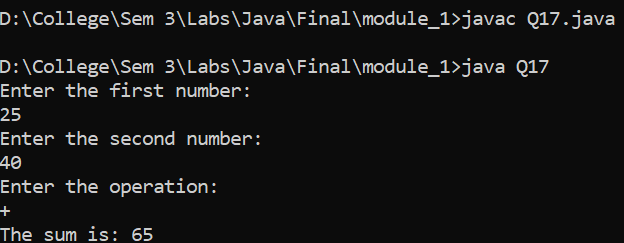 D:\College\Sem 3\Labs\Java\Final\module_1>javac Q17.java
D:\College\Sem 3\Labs\Java\Final\module_1>java Q17
Enter the first number:
25
Enter the second number:
40
Enter the operation:
+
The sum is: 65